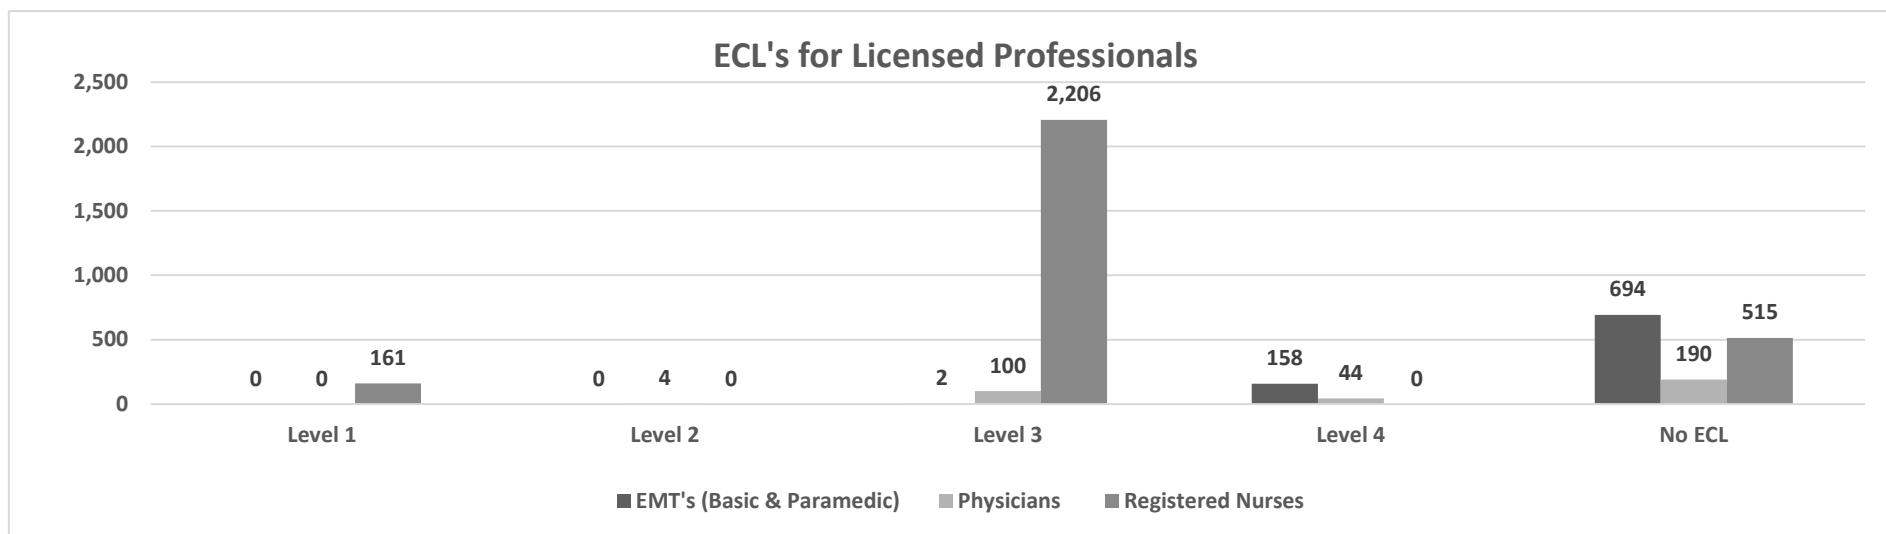 ECL's for Licensed Professionals
2,500
2,000
1,500
1,000
500
0
0 0 161
0 4 0
2 100 2,206
158 44 0
694 190 515
Level 1 Level 2 Level 3 Level 4 No ECL
EMT's (Basic & Paramedic) Physicians Registered Nurses